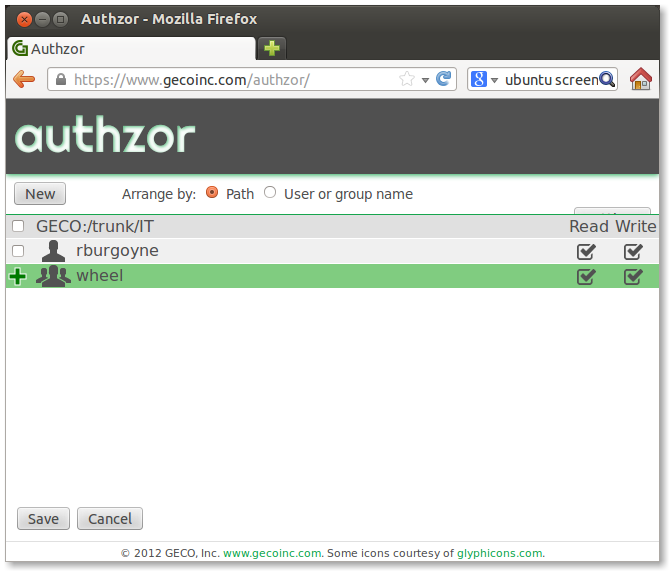 Authzor - Mozilla Firefox
Authzor
https://www.gecoinc.com/authzor/ ubuntu screen
authzor
New Arrange by: Path User or group name
GECO:/trunk/IT Read Write
rburgoyne
wheel
Save Cancel
© 2012 GECO, Inc. www.gecoinc.com. Some icons courtesy of glyphicons.com.